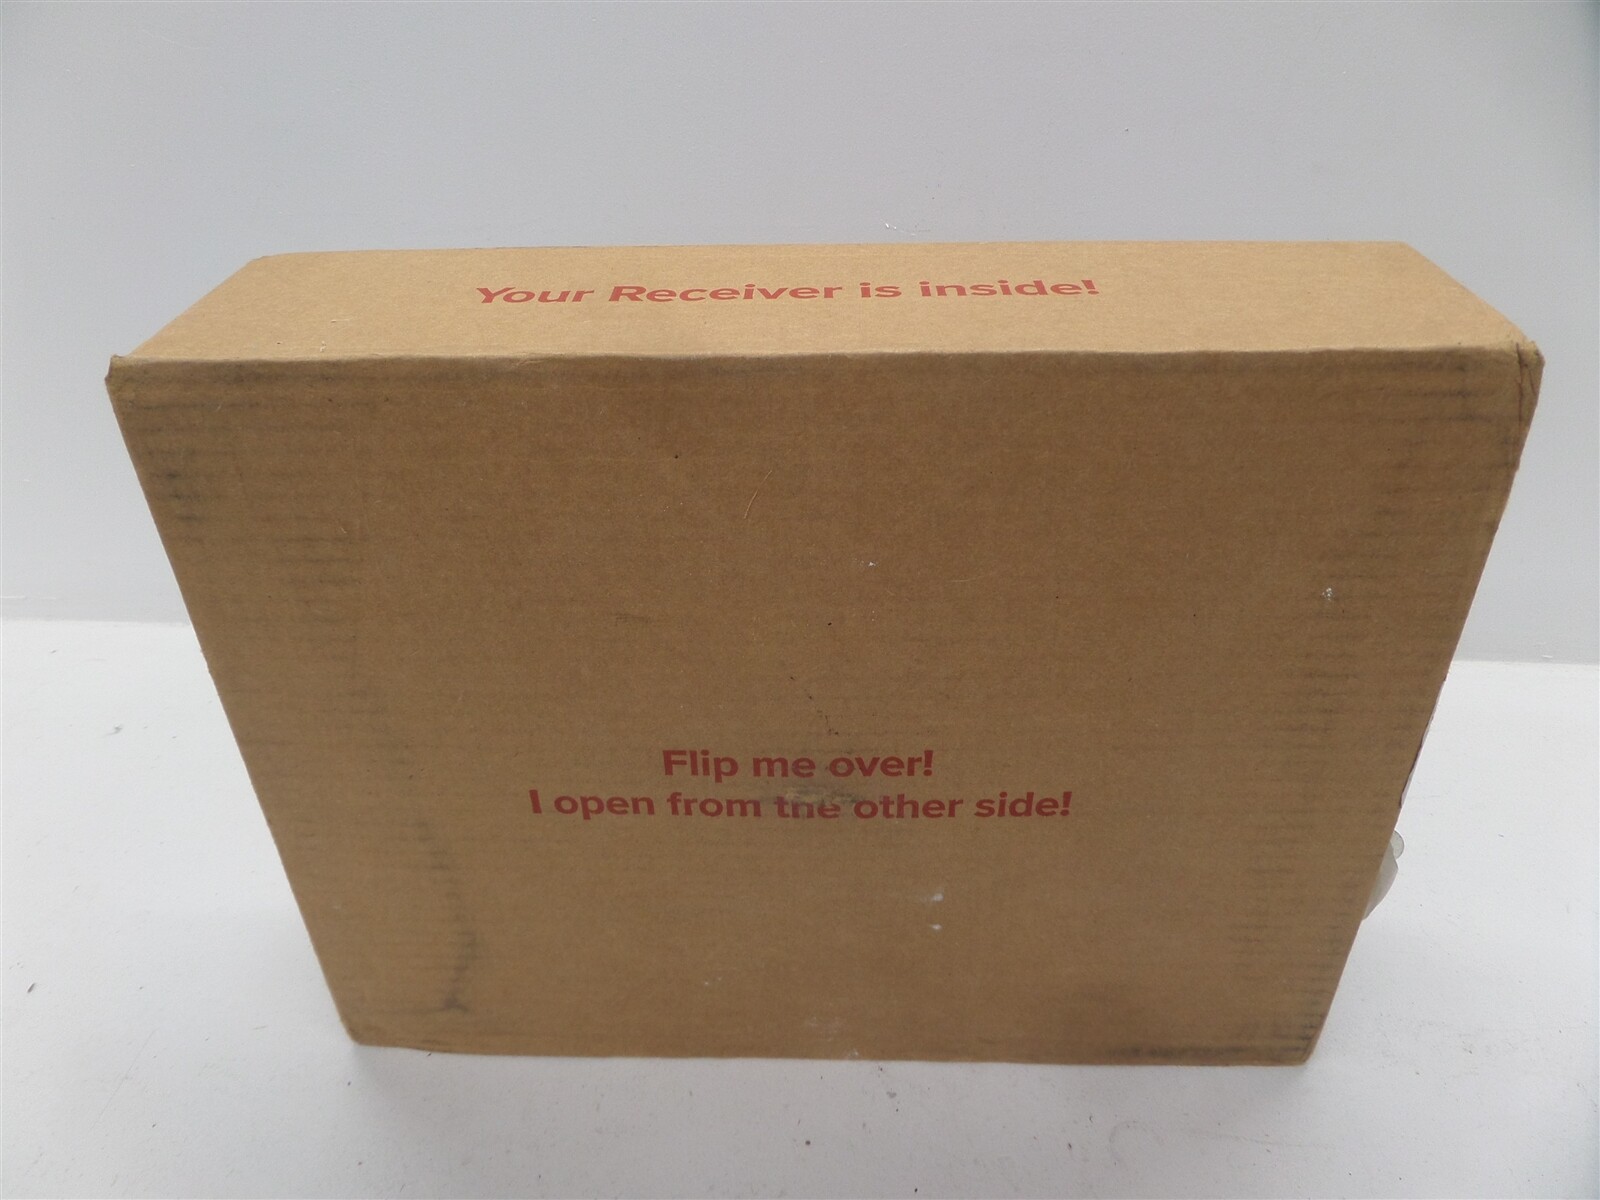 Your Receiver is inside!
Flip me over!
I open from the other side!